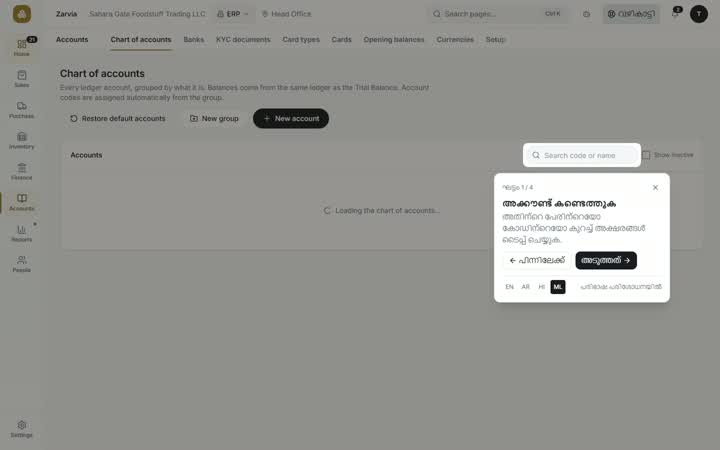 Zarvia
Sahara Gate Foodstuff Trading LLC
ERP
Head Office
Search pages...
Ctrl K
വഴികാട്ടി
2
T
25
Home
Sales
Purchase
Inventory
Finance
Accounts
Reports
People
Settings
Accounts
Chart of accounts
Banks
KYC documents
Card types
Cards
Opening balances
Currencies
Setup
Chart of accounts
Every ledger account, grouped by what it is. Balances come from the same ledger as the Trial Balance. Account
codes are assigned automatically from the group.
Restore default accounts
New group
New account
Accounts
Search code or name
Show inactive
Loading the chart of accounts...
ഘട്ടം 1 / 4
അക്കൗണ്ട് കണ്ടെത്തുക
അതിന്റെ പേരിന്റെയോ
കോഡിന്റെയോ കുറച്ച് അക്ഷരങ്ങൾ
ടൈപ്പ് ചെയ്യുക.
← പിന്നിലേക്ക്
അടുത്തത് →
EN
AR
HI
ML
പരിഭാഷ പരിശോധനയിൽ